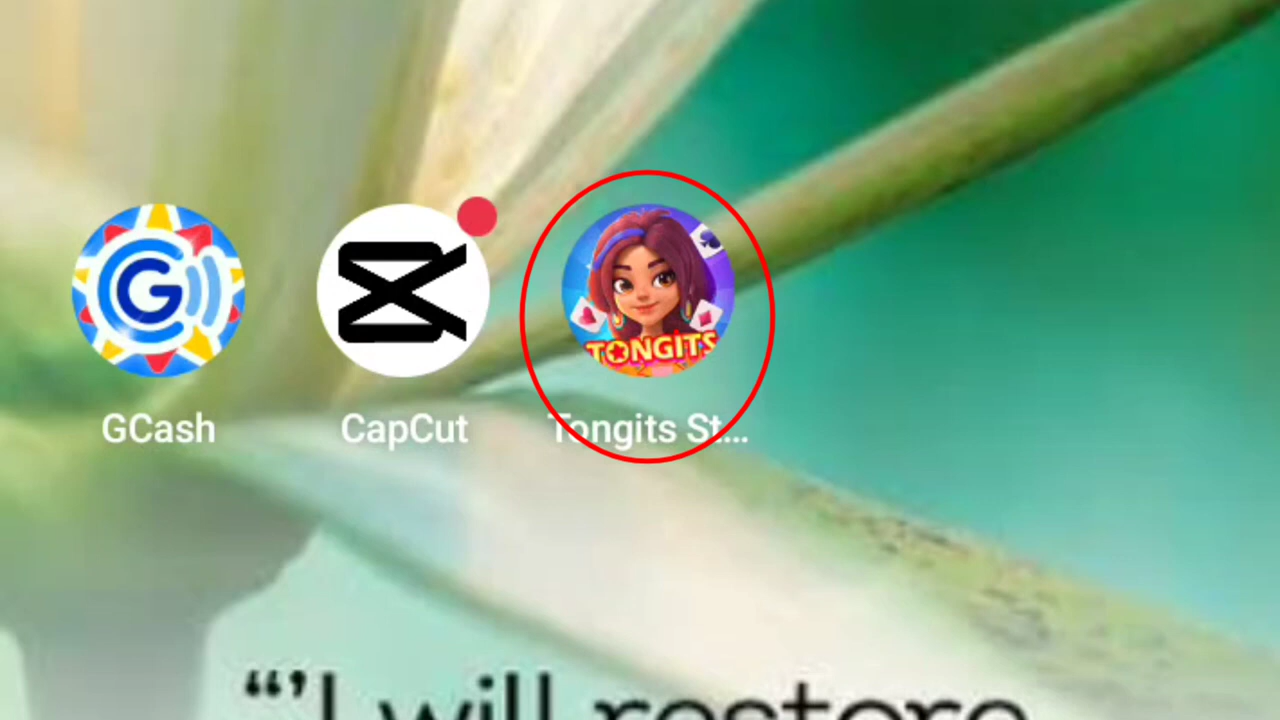 G
TONGITS
GCash
CapCut
Tongits St...
“‘I will restore